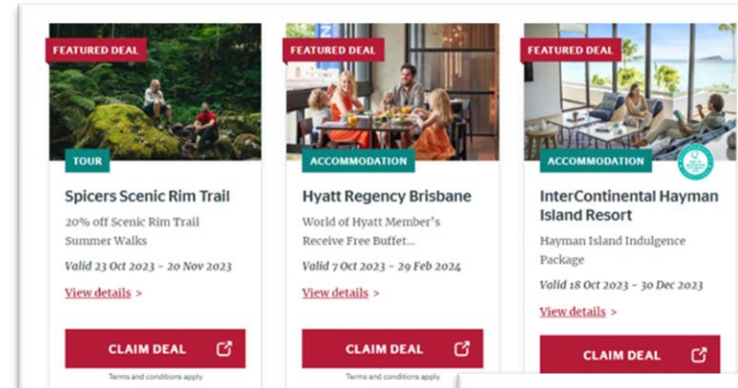 FEATURED DEAL
TOUR
Spicers Scenic Rim Trail
20% off Scenic Rim Trail
Summer Walks
Valid 23 Oct 2023 - 20 Nov 2023
View details >
CLAIM DEAL
Terms and conditions apply
FEATURED DEAL
ACCOMMODATION
Hyatt Regency Brisbane
World of Hyatt Member's
Receive Free Buffet...
Valid 7 Oct 2023 - 29 Feb 2024
View details >
CLAIM DEAL
Terms and conditions apply
FEATURED DEAL
ACCOMMODATION
InterContinental Hayman
Island Resort
Hayman Island Indulgence
Package
Valid 18 Oct 2023 - 30 Dec 2023
View details >
CLAIM DEAL